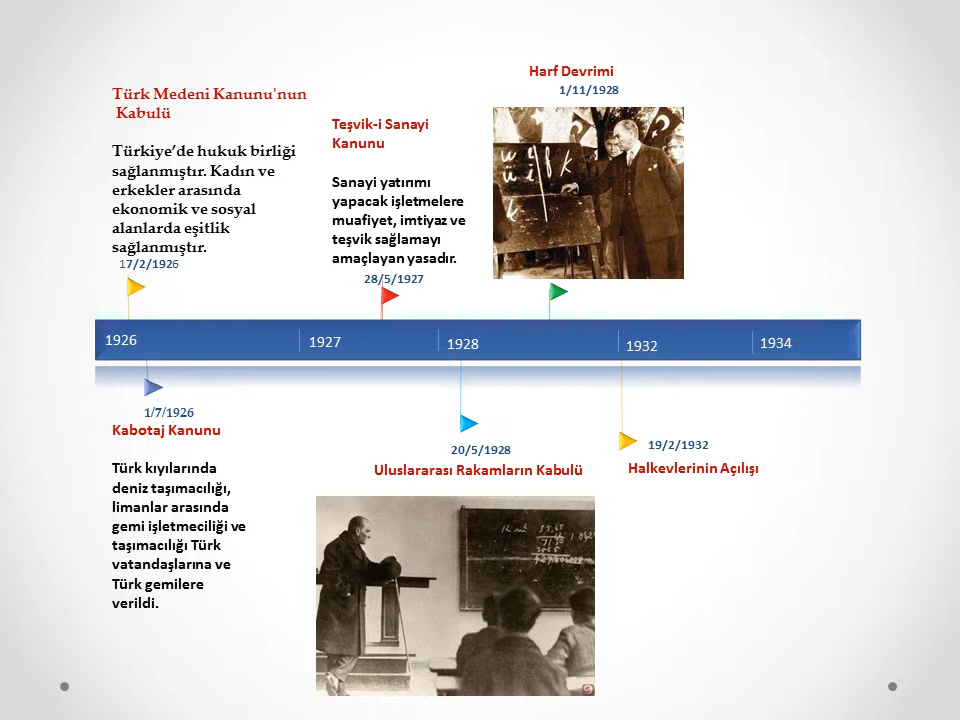 Türk Medeni Kanunu'nun
Kabulü
Türkiye’de hukuk birliği
sağlanmıştır. Kadın ve
erkekler arasında
ekonomik ve sosyal
alanlarda eşitlik
sağlanmıştır.
17/2/1926
Teşvik-i Sanayi
Kanunu
Sanayi yatırımı
yapacak işletmelere
muafiyet, imtiyaz ve
teşvik sağlamayı
amaçlayan yasadır.
28/5/1927
Harf Devrimi
1/11/1928
1926
1927
1928
1932
1934
1/7/1926
Kabotaj Kanunu
Türk kıyılarında
deniz taşımacılığı,
limanlar arasında
gemi işletmeciliği ve
taşımacılığı Türk
vatandaşlarına ve
Türk gemilere
verildi.
20/5/1928
Uluslararası Rakamların Kabulü
19/2/1932
Halkevlerinin Açılışı